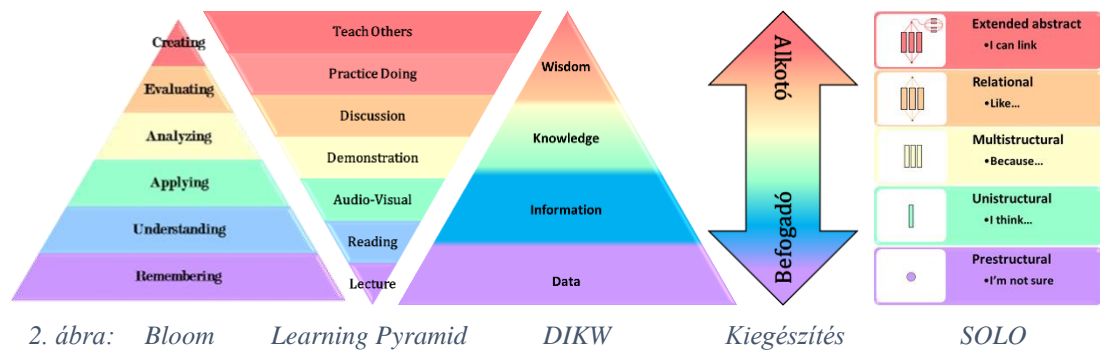 Creating
Evaluating
Analyzing
Applying
Understanding
Remembering
Teach Others
Practice Doing
Discussion
Demonstration
Audio-Visual
Reading
Lecture
Wisdom
Knowledge
Information
Data
Alkotó
Befogadó
Extended abstract
•I can link
Relational
•Like…
Multistructural
•Because…
Unistructural
•I think…
Prestructural
•I'm not sure
2. ábra: Bloom Learning Pyramid DIKW Kiegészítés SOLO